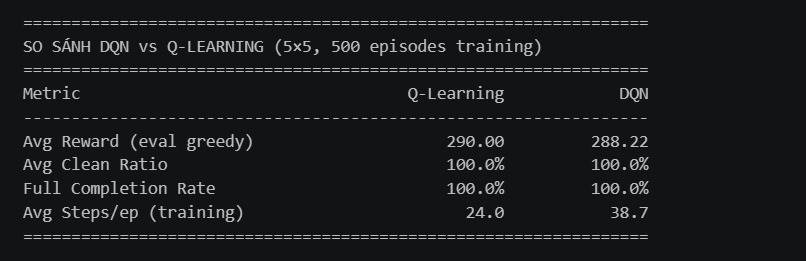 =================================================================
SO SÁNH DQN vs Q-LEARNING (5×5, 500 episodes training)
=================================================================
Metric                                  Q-Learning            DQN
-----------------------------------------------------------------
Avg Reward (eval greedy)                    290.00         288.22
Avg Clean Ratio                             100.0%         100.0%
Full Completion Rate                        100.0%         100.0%
Avg Steps/ep (training)                       24.0           38.7
=================================================================